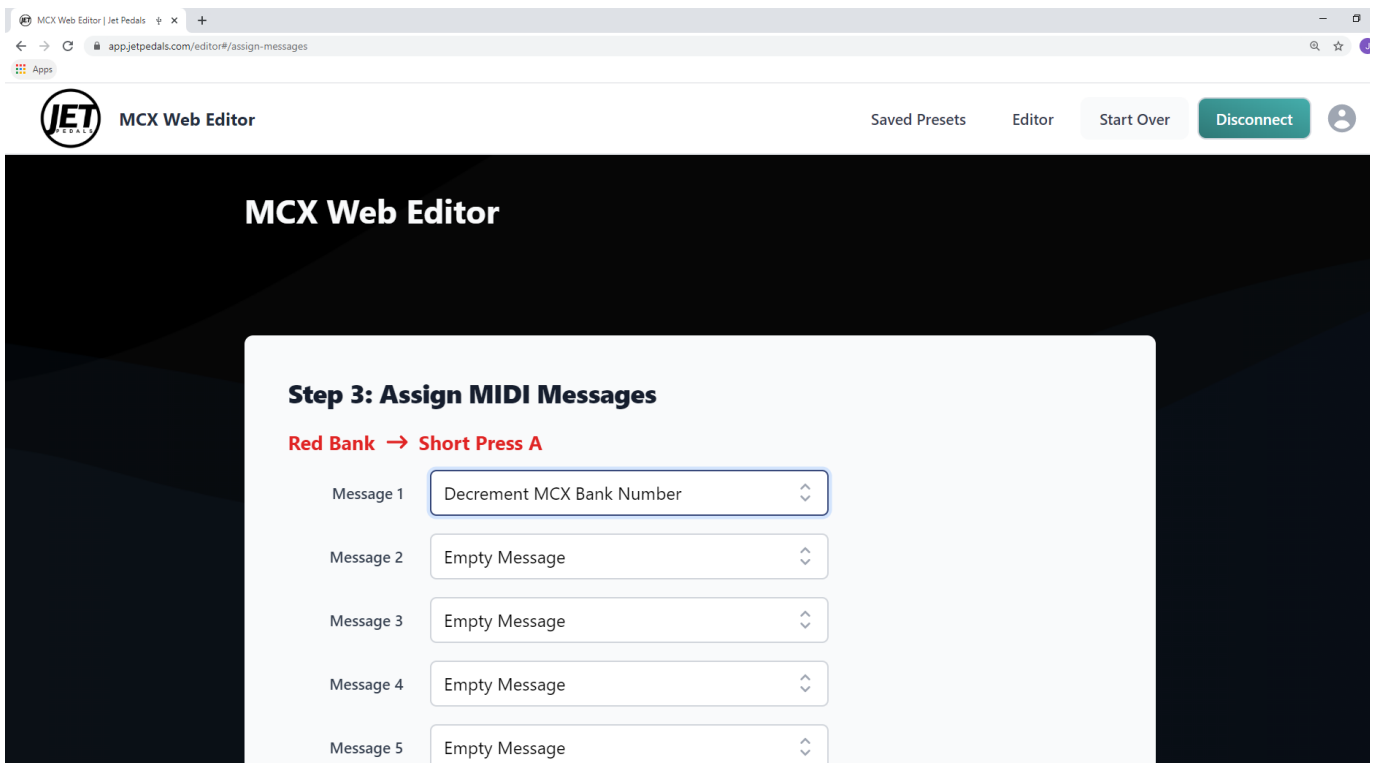 MCX Web Editor | Jet Pedals
app.jetpedals.com/editor#/assign-messages
Apps
JET
PEDALS
MCX Web Editor
Saved Presets
Editor
Start Over
Disconnect
MCX Web Editor
Step 3: Assign MIDI Messages
Red Bank → Short Press A
Message 1 Decrement MCX Bank Number
Message 2 Empty Message
Message 3 Empty Message
Message 4 Empty Message
Message 5 Empty Message